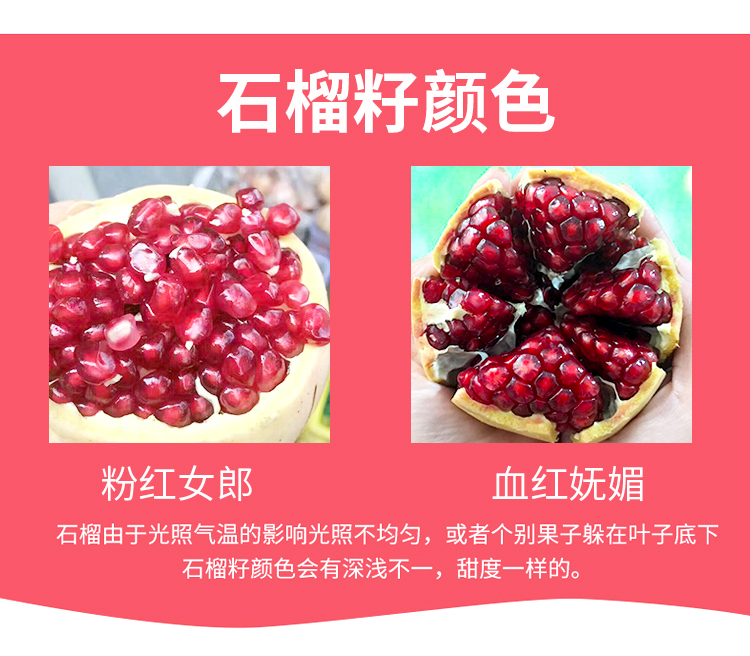 石榴籽颜色
粉红女郎
血红妩媚
石榴由于光照气温的影响光照不均匀，或者个别果子躲在叶子底下
石榴籽颜色会有深浅不一，甜度一样的。